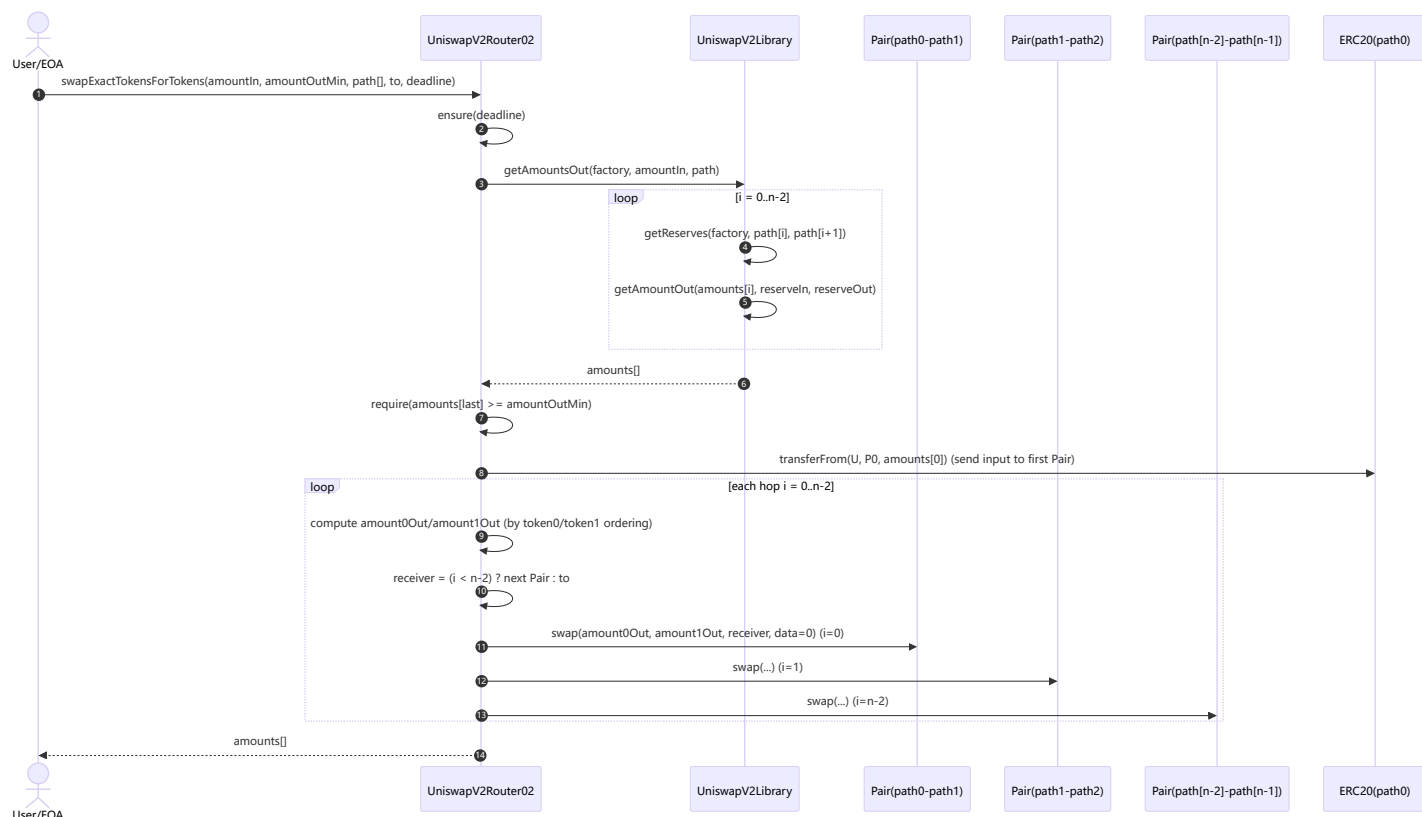 User/EOA
UniswapV2Router02
UniswapV2Library
Pair(path0-path1)
Pair(path1-path2)
Pair(path[n-2]-path[n-1])
ERC20(path0)
swapExactTokensForTokens(amountIn, amountOutMin, path[], to, deadline)
1
ensure(deadline)
2
getAmountsOut(factory, amountIn, path)
3
loop
[i = 0..n-2]
getReserves(factory, path[i], path[i+1])
4
getAmountOut(amounts[i], reserveIn, reserveOut)
5
amounts[]
6
require(amounts[last] >= amountOutMin)
7
transferFrom(U, P0, amounts[0]) (send input to first Pair)
8
loop
[each hop i = 0..n-2]
compute amount0Out/amount1Out (by token0/token1 ordering)
9
receiver = (i < n-2) ? next Pair : to
10
swap(amount0Out, amount1Out, receiver, data=0) (i=0)
11
swap(...) (i=1)
12
swap(...) (i=n-2)
13
amounts[]
14
User/EOA
UniswapV2Router02
UniswapV2Library
Pair(path0-path1)
Pair(path1-path2)
Pair(path[n-2]-path[n-1])
ERC20(path0)